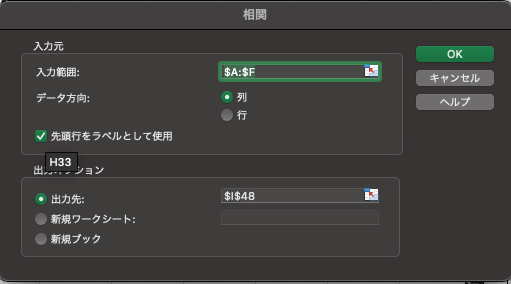 相関
入力元
入力範囲: $A:$F
データ方向: 列
行
先頭行をラベルとして使用
H33
出力オプション
出力先: $I$48
新規ワークシート:
新規ブック
OK
キャンセル
ヘルプ